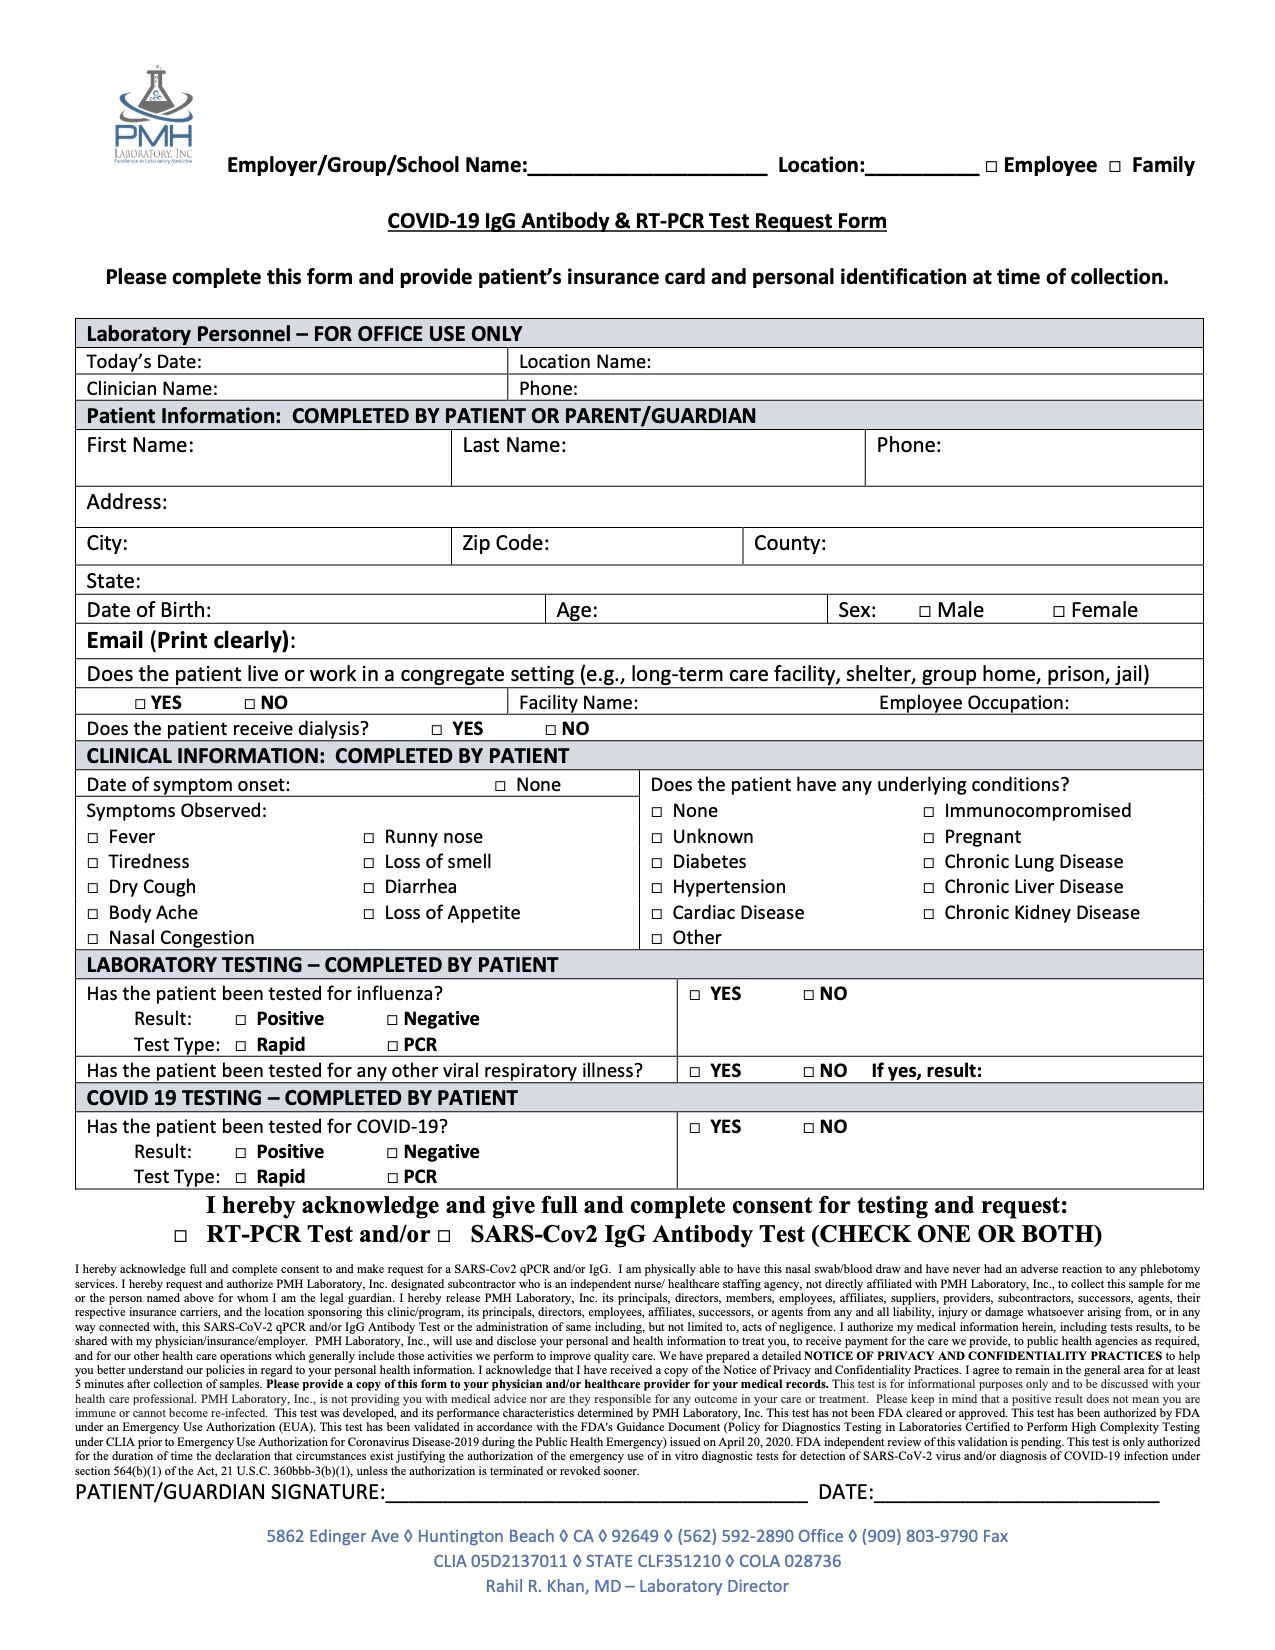 PMH
LABORATORY, INC
Excellence in Laboratory Medicine
Employer/Group/School Name:_____________________ Location:__________ □ Employee □ Family
COVID-19 IgG Antibody & RT-PCR Test Request Form
Please complete this form and provide patient’s insurance card and personal identification at time of collection.
Laboratory Personnel – FOR OFFICE USE ONLY
Today’s Date: Location Name:
Clinician Name: Phone:
Patient Information: COMPLETED BY PATIENT OR PARENT/GUARDIAN
First Name: Last Name: Phone:
Address:
City: Zip Code: County:
State:
Date of Birth: Age: Sex: □ Male □ Female
Email (Print clearly):
Does the patient live or work in a congregate setting (e.g., long-term care facility, shelter, group home, prison, jail)
□ YES □ NO Facility Name: Employee Occupation:
Does the patient receive dialysis? □ YES □ NO
CLINICAL INFORMATION: COMPLETED BY PATIENT
Date of symptom onset: □ None Does the patient have any underlying conditions?
Symptoms Observed: □ None □ Immunocompromised
□ Fever □ Runny nose □ Unknown □ Pregnant
□ Tiredness □ Loss of smell □ Diabetes □ Chronic Lung Disease
□ Dry Cough □ Diarrhea □ Hypertension □ Chronic Liver Disease
□ Body Ache □ Loss of Appetite □ Cardiac Disease □ Chronic Kidney Disease
□ Nasal Congestion □ Other
LABORATORY TESTING – COMPLETED BY PATIENT
Has the patient been tested for influenza? □ YES □ NO
Result: □ Positive □ Negative
Test Type: □ Rapid □ PCR
Has the patient been tested for any other viral respiratory illness? □ YES □ NO If yes, result:
COVID 19 TESTING – COMPLETED BY PATIENT
Has the patient been tested for COVID-19? □ YES □ NO
Result: □ Positive □ Negative
Test Type: □ Rapid □ PCR
I hereby acknowledge and give full and complete consent for testing and request:
□ RT-PCR Test and/or □ SARS-Cov2 IgG Antibody Test (CHECK ONE OR BOTH)
I hereby acknowledge full and complete consent to and make request for a SARS-Cov2 qPCR and/or IgG. I am physically able to have this nasal swab/blood draw and have never had an adverse reaction to any phlebotomy
services. I hereby request and authorize PMH Laboratory, Inc. designated subcontractor who is an independent nurse/ healthcare staffing agency, not directly affiliated with PMH Laboratory, Inc., to collect this sample for me
or the person named above for whom I am the legal guardian. I hereby release PMH Laboratory, Inc. its principals, directors, members, employees, affiliates, suppliers, providers, subcontractors, successors, agents, their
respective insurance carriers, and the location sponsoring this clinic/program, its principals, directors, employees, affiliates, successors, or agents from any and all liability, injury or damage whatsoever arising from, or in any
way connected with, this SARS-CoV-2 qPCR and/or IgG Antibody Test or the administration of same including, but not limited to, acts of negligence. I authorize my medical information herein, including tests results, to be
shared with my physician/insurance/employer. PMH Laboratory, Inc., will use and disclose your personal and health information to treat you, to receive payment for the care we provide, to public health agencies as required,
and for our other health care operations which generally include those activities we perform to improve quality care. We have prepared a detailed NOTICE OF PRIVACY AND CONFIDENTIALITY PRACTICES to help
you better understand our policies in regard to your personal health information. I acknowledge that I have received a copy of the Notice of Privacy and Confidentiality Practices. I agree to remain in the general area for at least
5 minutes after collection of samples. Please provide a copy of this form to your physician and/or healthcare provider for your medical records. This test is for informational purposes only and to be discussed with your
health care professional. PMH Laboratory, Inc., is not providing you with medical advice nor are they responsible for any outcome in your care or treatment. Please keep in mind that a positive result does not mean you are
immune or cannot become re-infected. This test was developed, and its performance characteristics determined by PMH Laboratory, Inc. This test has not been FDA cleared or approved. This test has been authorized by FDA
under an Emergency Use Authorization (EUA). This test has been validated in accordance with the FDA's Guidance Document (Policy for Diagnostics Testing in Laboratories Certified to Perform High Complexity Testing
under CLIA prior to Emergency Use Authorization for Coronavirus Disease-2019 during the Public Health Emergency) issued on April 20, 2020. FDA independent review of this validation is pending. This test is only authorized
for the duration of time the declaration that circumstances exist justifying the authorization of the emergency use of in vitro diagnostic tests for detection of SARS-CoV-2 virus and/or diagnosis of COVID-19 infection under
section 564(b)(1) of the Act, 21 U.S.C. 360bbb-3(b)(1), unless the authorization is terminated or revoked sooner.
PATIENT/GUARDIAN SIGNATURE:_____________________________________ DATE:_________________________
5862 Edinger Ave ◊ Huntington Beach ◊ CA ◊ 92649 ◊ (562) 592-2890 Office ◊ (909) 803-9790 Fax
CLIA 05D2137011 ◊ STATE CLF351210 ◊ COLA 028736
Rahil R. Khan, MD – Laboratory Director